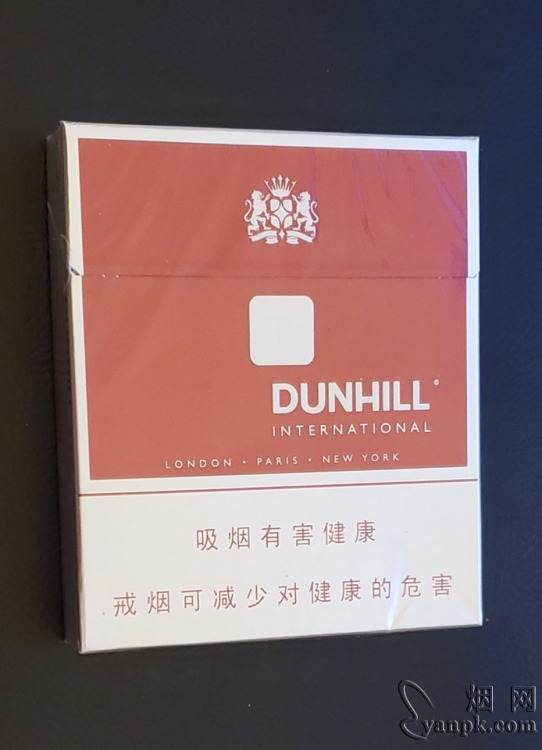 DUNHILL
INTERNATIONAL
LONDON • PARIS • NEW YORK
吸烟有害健康
戒烟可减少对健康的危害
烟网
yanpk.com